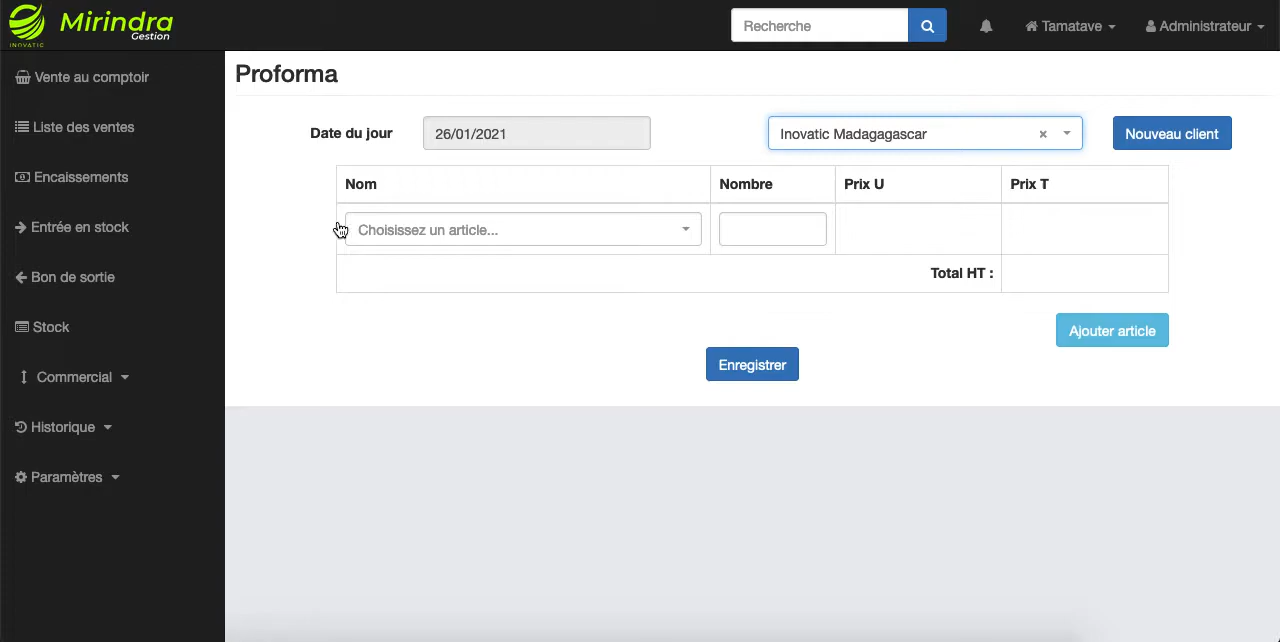 Mirindra
Gestion
INOVATIC
Recherche
Tamatave
Administrateur
Vente au comptoir
Liste des ventes
Encaissements
Entrée en stock
Bon de sortie
Stock
Commercial
Historique
Paramètres
Proforma
Date du jour
26/01/2021
Inovatic Madagagascar
×
Nouveau client
Nom Nombre Prix U Prix T
Choisissez un article...
Total HT :
Ajouter article
Enregistrer